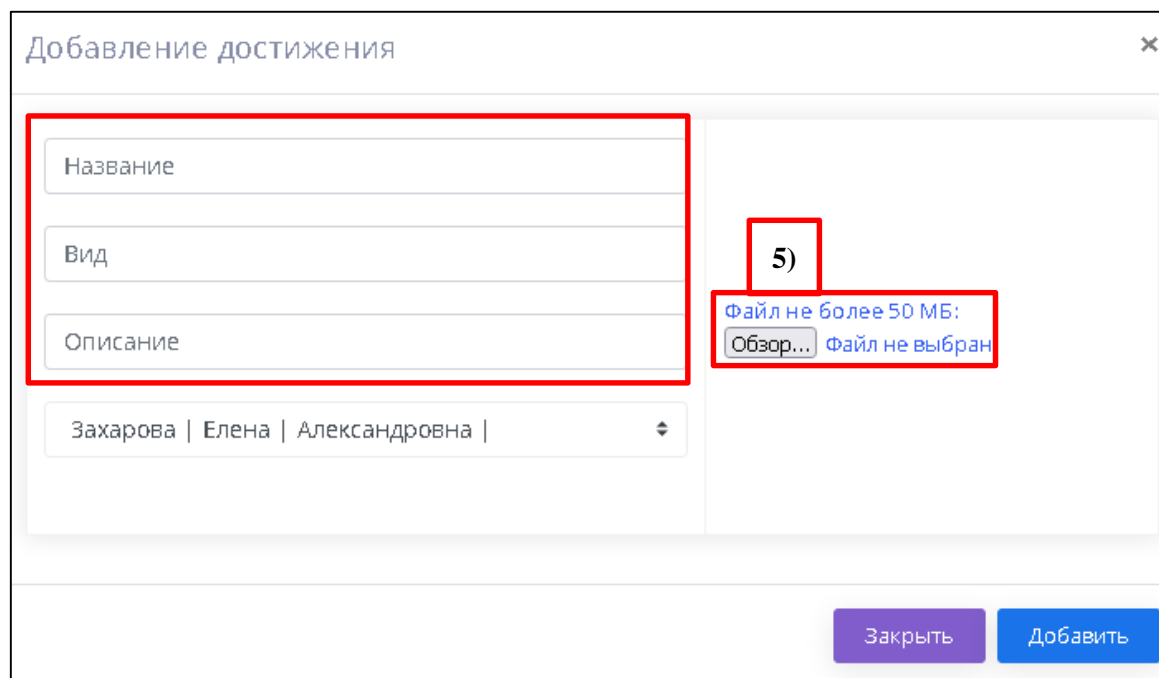 Добавление достижения ×
Название
Вид
Описание
Захарова | Елена | Александровна |
5)
Файл не более 50 МБ:
Обзор... Файл не выбран
Закрыть Добавить